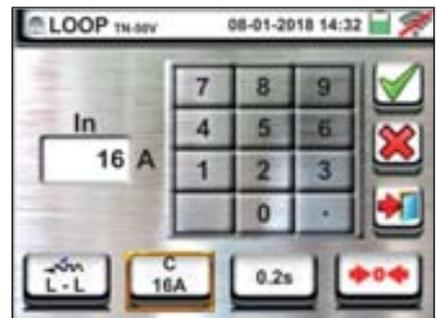 LOOP TN-50V 08-01-2018 14:32
7 8 9
In 4 5 6
16 A 1 2 3
0 .
L - L C 16A 0.2s 0